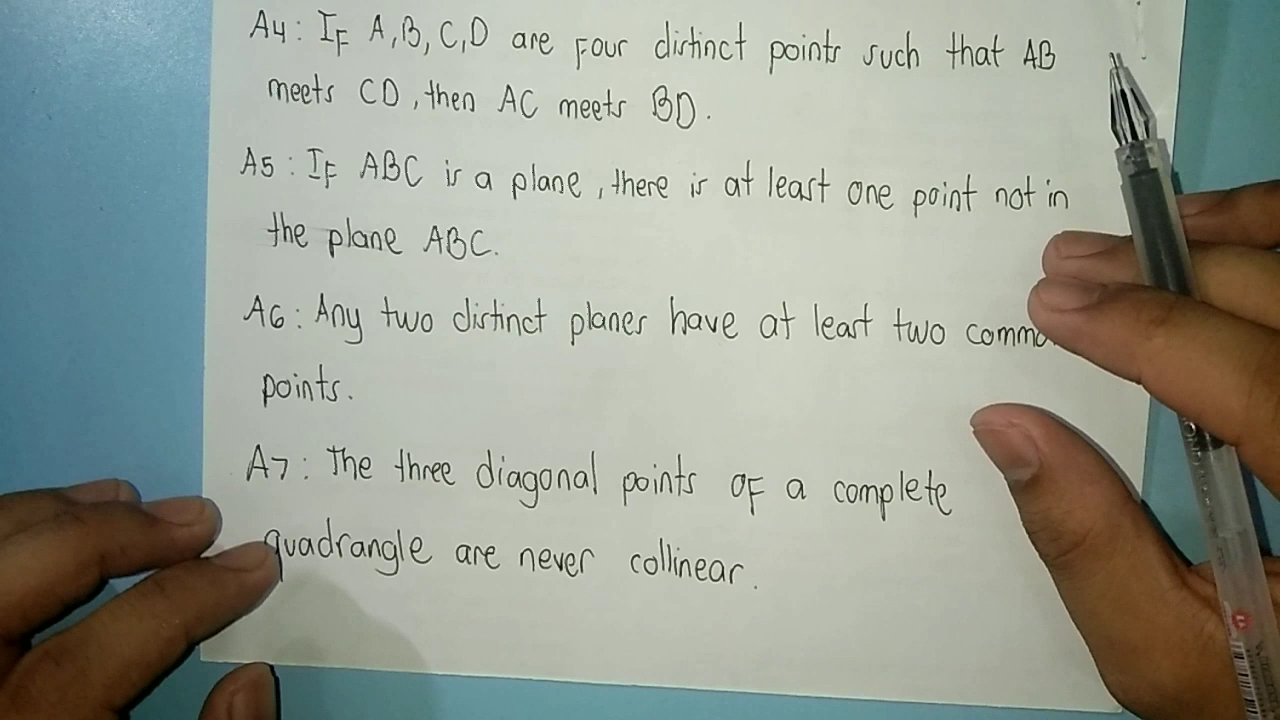 A4: IF A,B,C,D are Four distinct points such that AB
meets CD, then AC meets BD.
A5: IF ABC is a plane, there is at least one point not in
the plane ABC.
A6: Any two distinct planes have at least two
points.
A7: The three diagonal points OF a complete
quadrangle are never collinear.